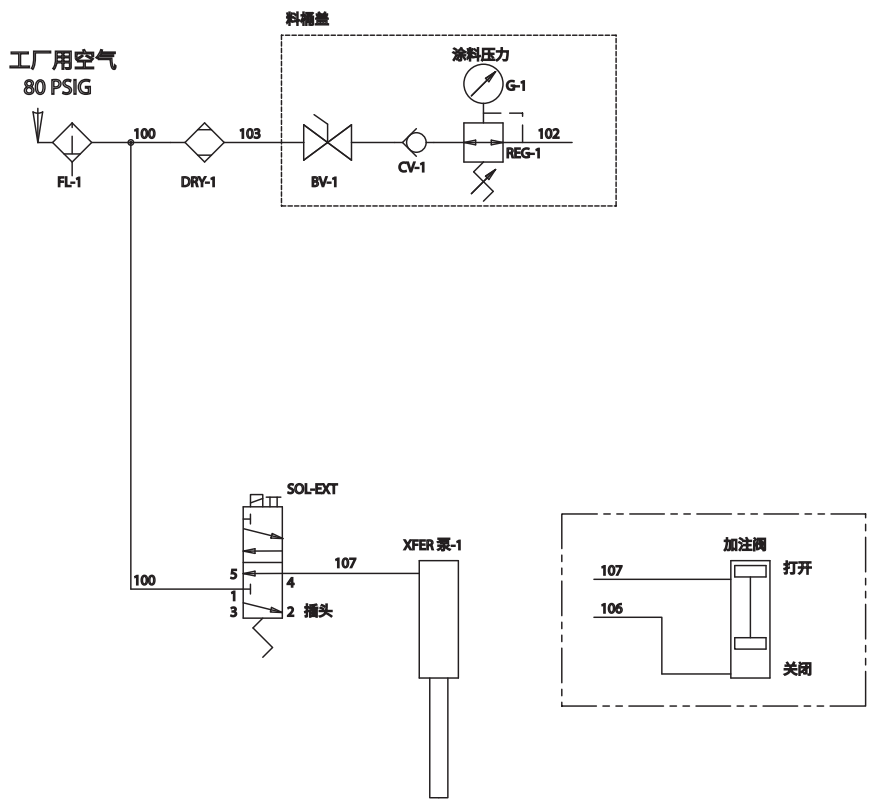 料桶盖
工厂用空气
80 PSIG
涂料压力
G-1
100
103
102
REG-1
FL-1
DRY-1
BV-1
CV-1
SOL-EXT
XFER 泵-1
107
5
4
100
1
3
2
插头
加注阀
打开
107
106
关闭